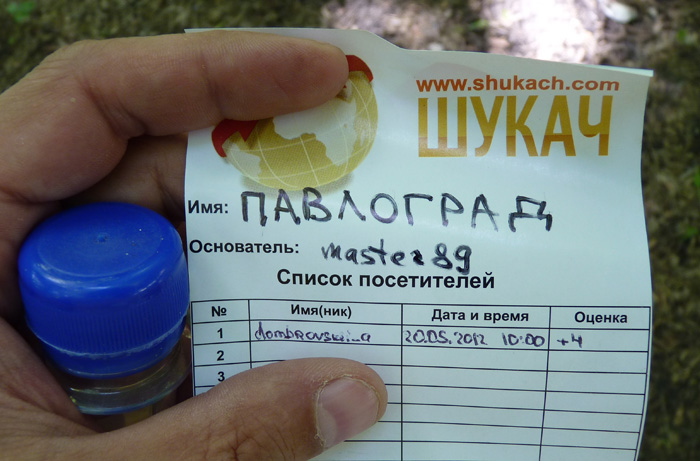 www.shukach.com
ШУКАЧ
Имя: ПАВЛОГРАД
Основатель: master89
Список посетителей
№ Имя(ник) Дата и время Оценка
1 20.05.2012 10:00 +4
2
3